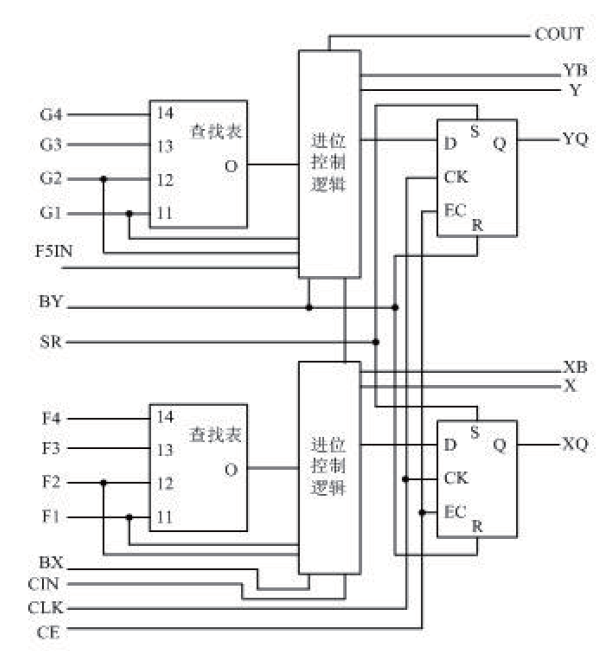 COUT
YB
Y
G4
14
查找表
G3
13
O
G2
12
G1
11
进位
控制
逻辑
S
D
Q
YQ
CK
EC
R
F5IN
BY
SR
XB
X
F4
14
查找表
F3
13
O
F2
12
F1
11
进位
控制
逻辑
S
D
Q
XQ
CK
EC
R
BX
CIN
CLK
CE